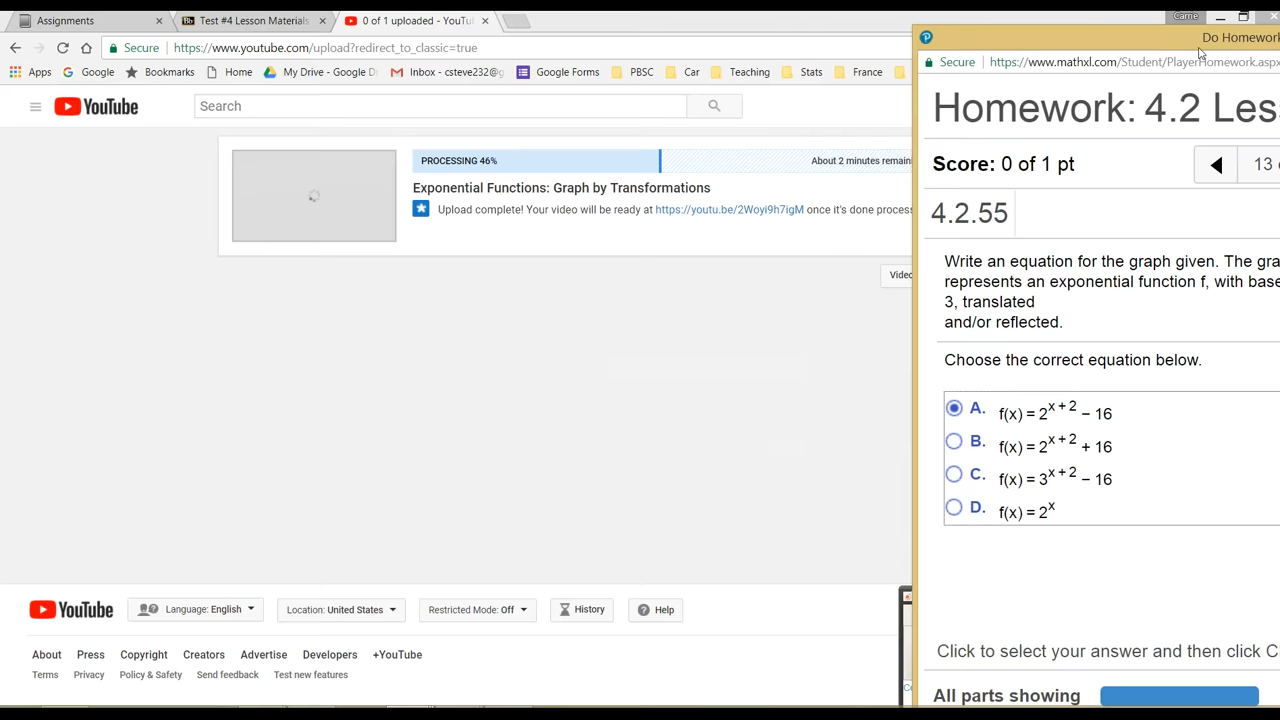 Assignments
Test #4 Lesson Materials
0 of 1 uploaded - YouTu
Carrie
Secure https://www.youtube.com/upload?redirect_to_classic=true
Apps Google Bookmarks Home My Drive - Google D Inbox - csteve232@g Google Forms PBSC Car Teaching Stats France
YouTube
Search
PROCESSING 46%
About 2 minutes remain
Exponential Functions: Graph by Transformations
Upload complete! Your video will be ready at https://youtu.be/2Woyi9h7igM once it's done process
Video
YouTube
Language: English
Location: United States
Restricted Mode: Off
History
Help
About Press Copyright Creators Advertise Developers +YouTube
Terms Privacy Policy & Safety Send feedback Test new features
Do Homework
Secure https://www.mathxl.com/Student/PlayerHomework.aspx
Homework: 4.2 Les
Score: 0 of 1 pt
13
4.2.55
Write an equation for the graph given. The gra
represents an exponential function f, with base
3, translated
and/or reflected.
Choose the correct equation below.
A. f(x) = 2^{x + 2} − 16
B. f(x) = 2^{x + 2} + 16
C. f(x) = 3^{x + 2} − 16
D. f(x) = 2^{x}
Click to select your answer and then click C
All parts showing